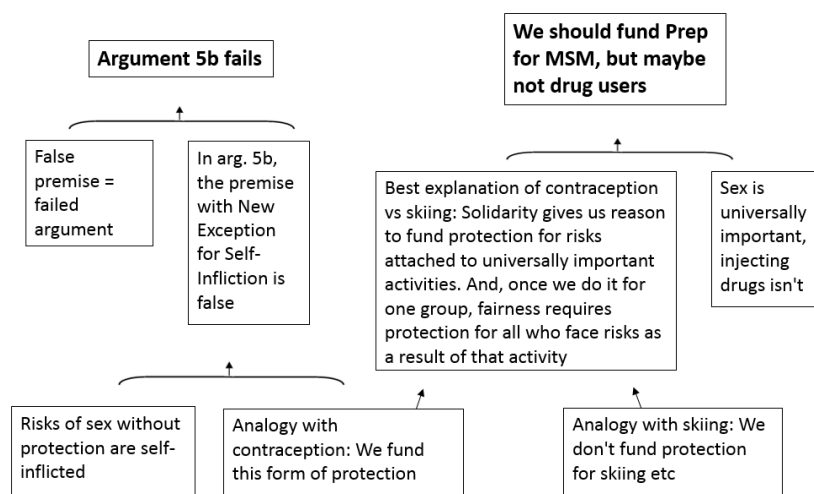 Argument 5b fails
We should fund Prep
for MSM, but maybe
not drug users
False
premise =
failed
argument
In arg. 5b,
the premise
with New
Exception
for Self-
Infliction is
false
Best explanation of contraception
vs skiing: Solidarity gives us reason
to fund protection for risks
attached to universally important
activities. And, once we do it for
one group, fairness requires
protection for all who face risks as
a result of that activity
Sex is
universally
important,
injecting
drugs isn't
Risks of sex without
protection are self-
inflicted
Analogy with
contraception: We fund
this form of protection
Analogy with skiing: We
don't fund protection
for skiing etc